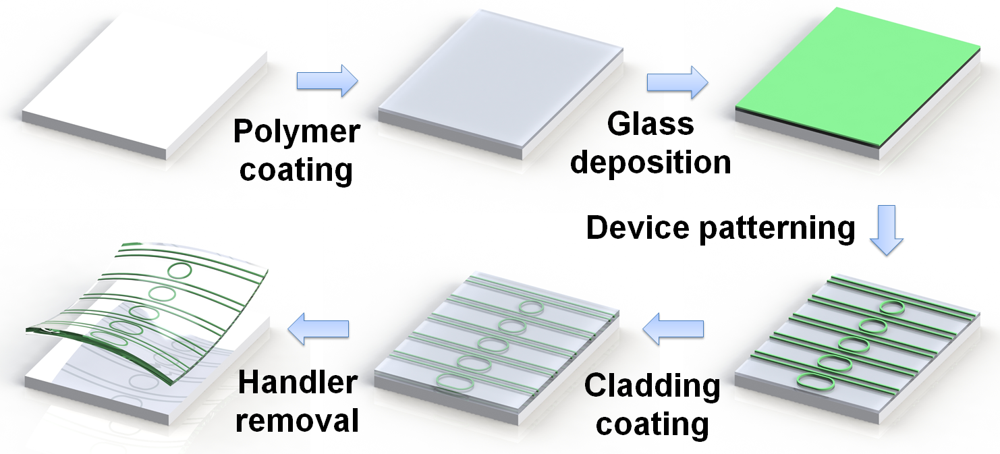 Polymer
coating
Glass
deposition
Device patterning
Cladding
coating
Handler
removal